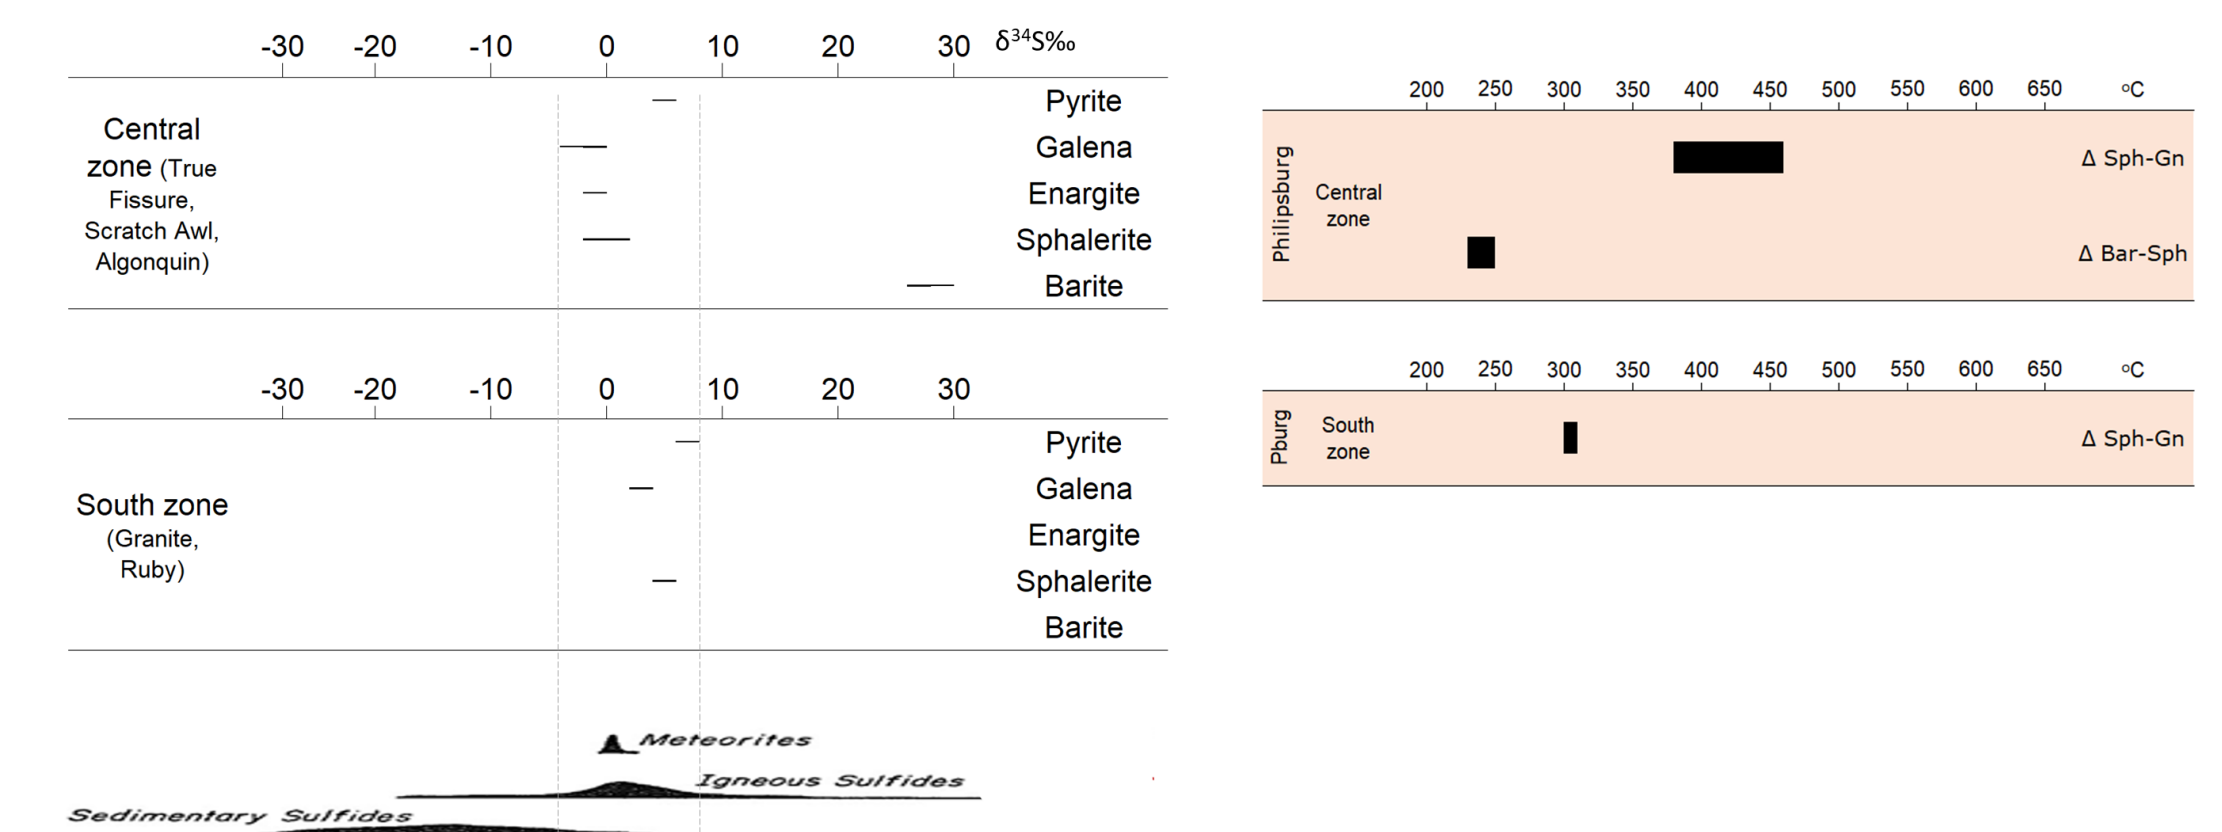 -30 -20 -10 0 10 20 30 δ³⁴S‰
Central
zone (True
Fissure,
Scratch Awl,
Algonquin)
Pyrite
Galena
Enargite
Sphalerite
Barite
-30 -20 -10 0 10 20 30
South zone
(Granite,
Ruby)
Pyrite
Galena
Enargite
Sphalerite
Barite
Meteorites
Igneous Sulfides
Sedimentary Sulfides
200 250 300 350 400 450 500 550 600 650 ºC
Philipsburg
Central
zone
Δ Sph-Gn
Δ Bar-Sph
200 250 300 350 400 450 500 550 600 650 ºC
Pburg
South
zone
Δ Sph-Gn